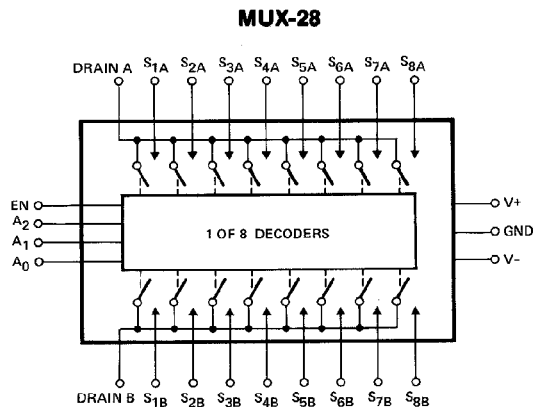 MUX-28
DRAIN A S1A S2A S3A S4A S5A S6A S7A S8A
EN
A2
A1
A0
1 OF 8 DECODERS
V+
GND
V−
DRAIN B S1B S2B S3B S4B S5B S6B S7B S8B